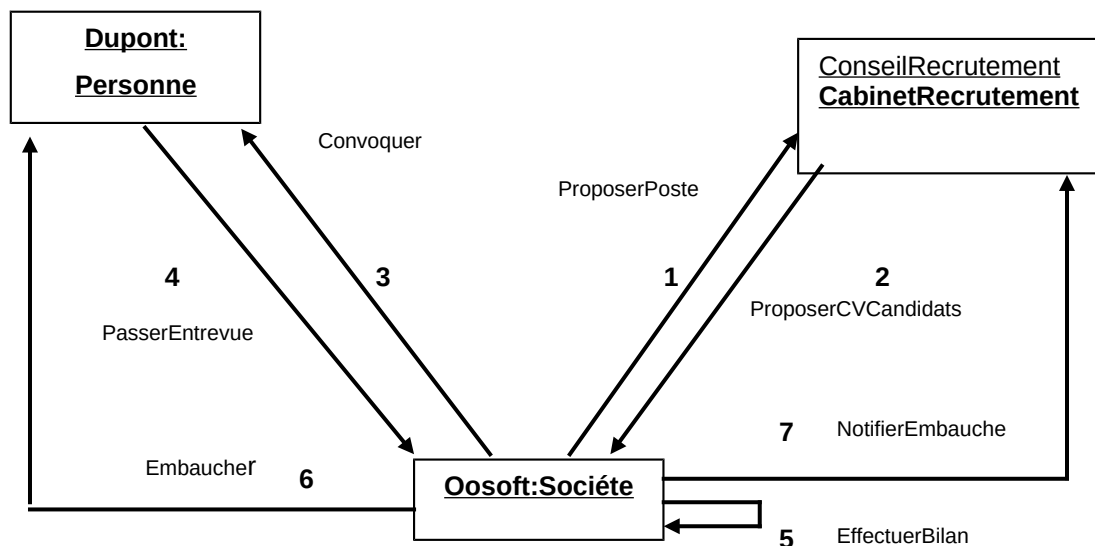 Dupont:
Personne
ConseilRecrutement
CabinetRecrutement
Convoquer
ProposerPoste
4
3
1
2
PasserEntrevue
ProposerCVCandidats
7
NotifierEmbauche
Embaucher
6
Oosoft:Sociéte
5
EffectuerBilan